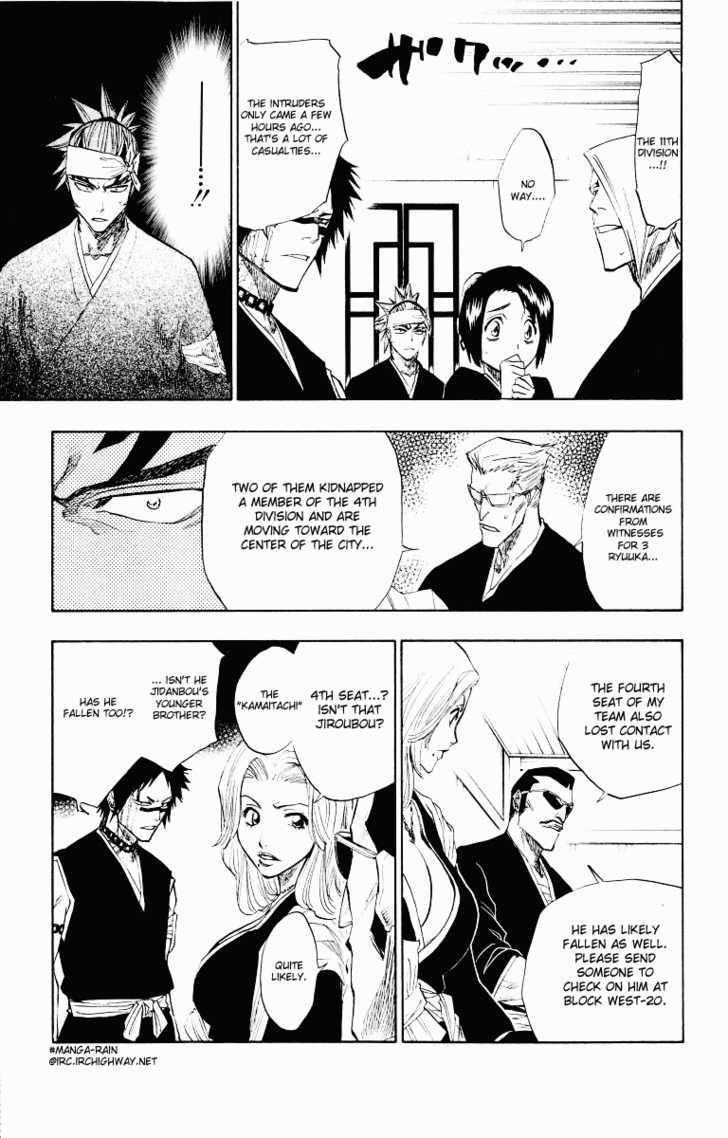 THE 11TH
DIVISION
...!!
ザワ......
NO
WAY....
THE INTRUDERS
ONLY CAME A FEW
HOURS AGO...
THAT'S A LOT OF
CASUALTIES...
...!!
THERE ARE
CONFIRMATIONS
FROM
WITNESSES
FOR 3
RYUUKA...
TWO OF THEM KIDNAPPED
A MEMBER OF THE 4TH
DIVISION AND ARE
MOVING TOWARD THE
CENTER OF THE CITY...
THE FOURTH
SEAT OF MY
TEAM ALSO
LOST CONTACT
WITH US.
HE HAS LIKELY
FALLEN AS WELL.
PLEASE SEND
SOMEONE TO
CHECK ON HIM AT
BLOCK WEST-20.
4TH SEAT...?
ISN'T THAT
JIROUBOU?
THE
"KAMAITACHI"
... ISN'T HE
JIDANBOU'S
YOUNGER
BROTHER?
HAS HE
FALLEN TOO!?
QUITE
LIKELY.
#MANGA-RAIN
@IRC.IRCHIGHWAY.NET